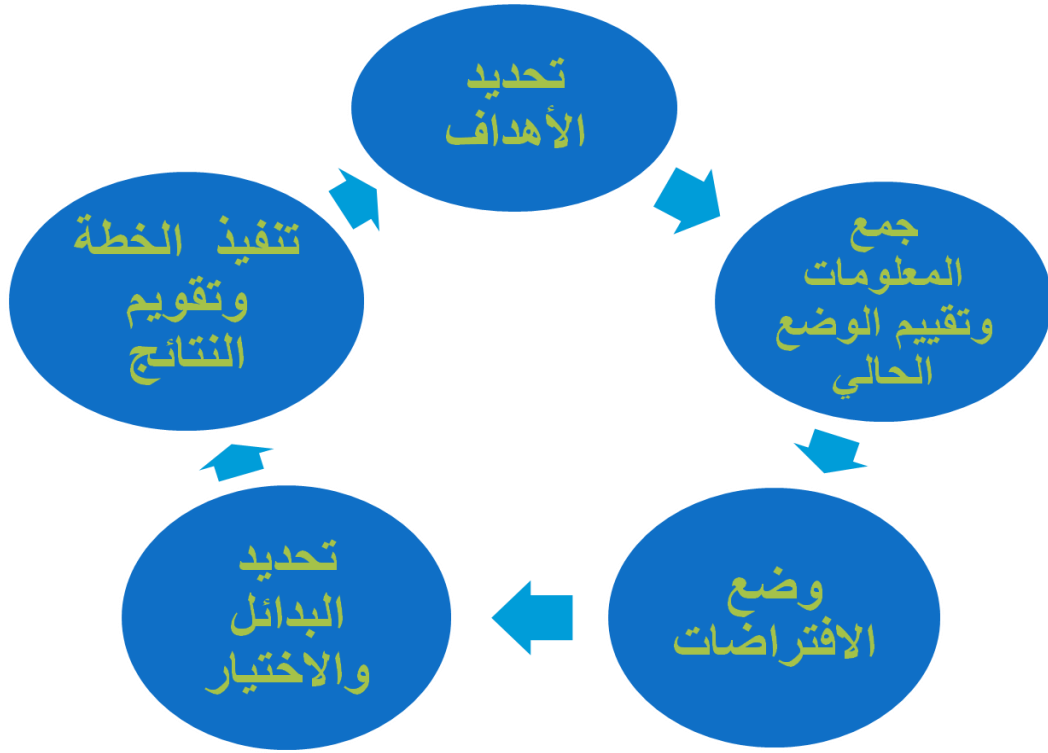 تحديد
الأهداف
جمع
المعلومات
وتقييم الوضع
الحالي
وضع
الافتراضات
تحديد
البدائل
والاختيار
تنفيذ الخطة
وتقويم
النتائج